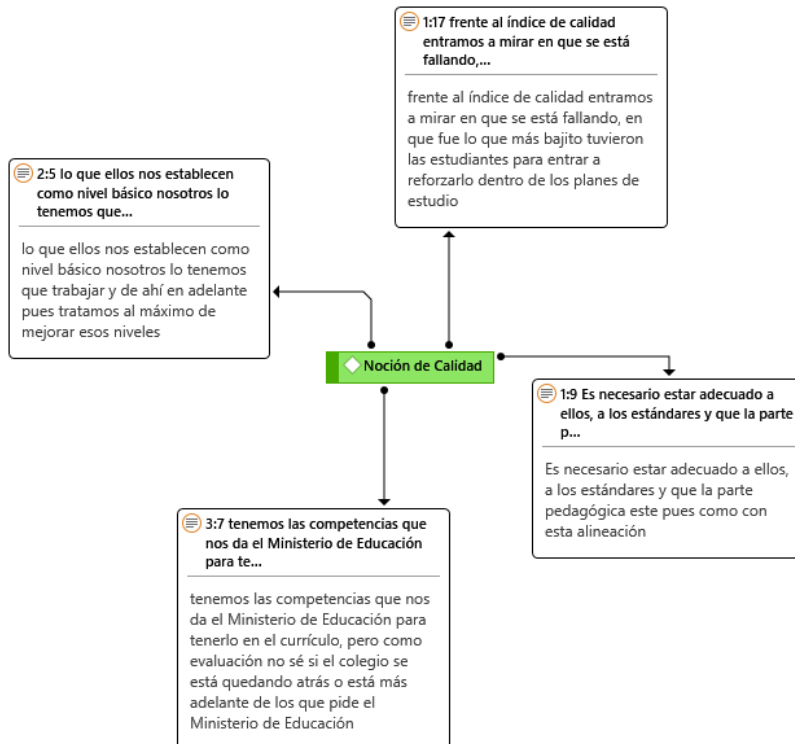 1:17 frente al índice de calidad
entramos a mirar en que se está
fallando,...
frente al índice de calidad entramos
a mirar en que se está fallando, en
que fue lo que más bajito tuvieron
las estudiantes para entrar a
reforzarlo dentro de los planes de
estudio
2:5 lo que ellos nos establecen
como nivel básico nosotros lo
tenemos que...
lo que ellos nos establecen como
nivel básico nosotros lo tenemos
que trabajar y de ahí en adelante
pues tratamos al máximo de
mejorar esos niveles
Noción de Calidad
1:9 Es necesario estar adecuado a
ellos, a los estándares y que la parte
p...
Es necesario estar adecuado a ellos,
a los estándares y que la parte
pedagógica este pues como con
esta alineación
3:7 tenemos las competencias que
nos da el Ministerio de Educación
para te...
tenemos las competencias que nos
da el Ministerio de Educación para
tenerlo en el currículo, pero como
evaluación no sé si el colegio se
está quedando atrás o está más
adelante de los que pide el
Ministerio de Educación